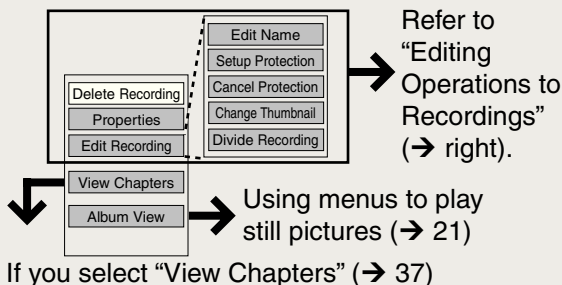 Edit Name
Setup Protection
Cancel Protection
Change Thumbnail
Divide Recording
Delete Recording
Properties
Edit Recording
View Chapters
Album View
Refer to
“Editing
Operations to
Recordings”
(→ right).
Using menus to play
still pictures (→ 21)
If you select “View Chapters” (→ 37)